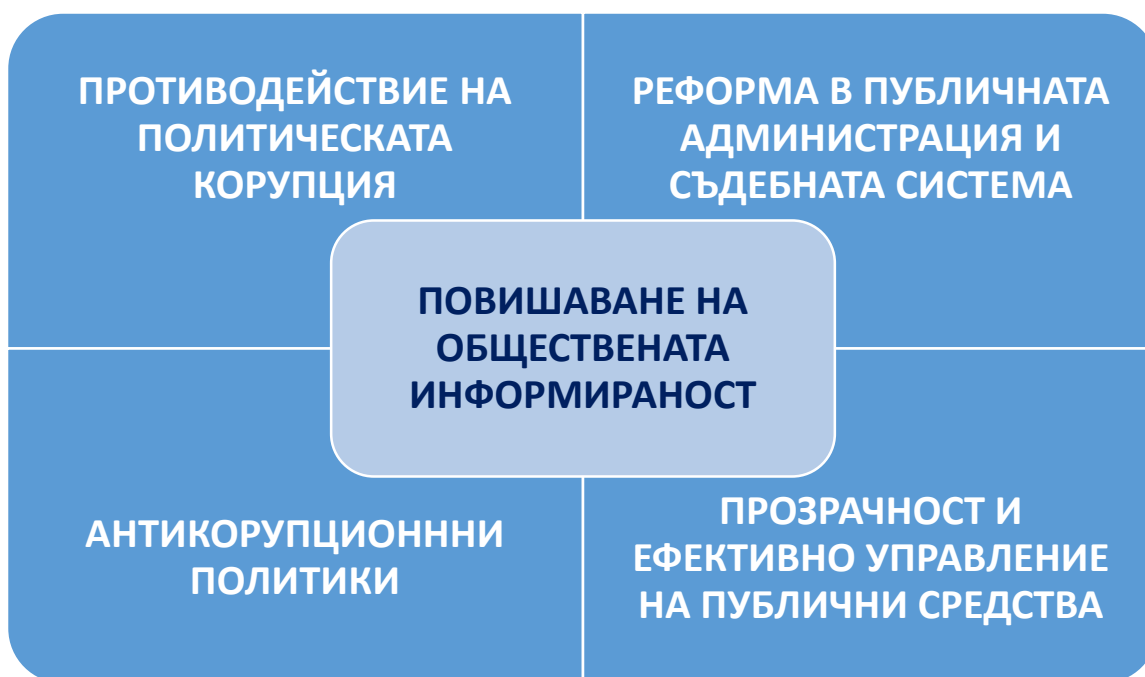 ПРОТИВОДЕЙСТВИЕ НА
ПОЛИТИЧЕСКАТА
КОРУПЦИЯ
РЕФОРМА В ПУБЛИЧНАТА
АДМИНИСТРАЦИЯ И
СЪДЕБНАТА СИСТЕМА
ПОВИШАВАНЕ НА
ОБЩЕСТВЕНАТА
ИНФОРМИРАНОСТ
АНТИКОРУПЦИОНННИ
ПОЛИТИКИ
ПРОЗРАЧНОСТ И
ЕФЕКТИВНО УПРАВЛЕНИЕ
НА ПУБЛИЧНИ СРЕДСТВА